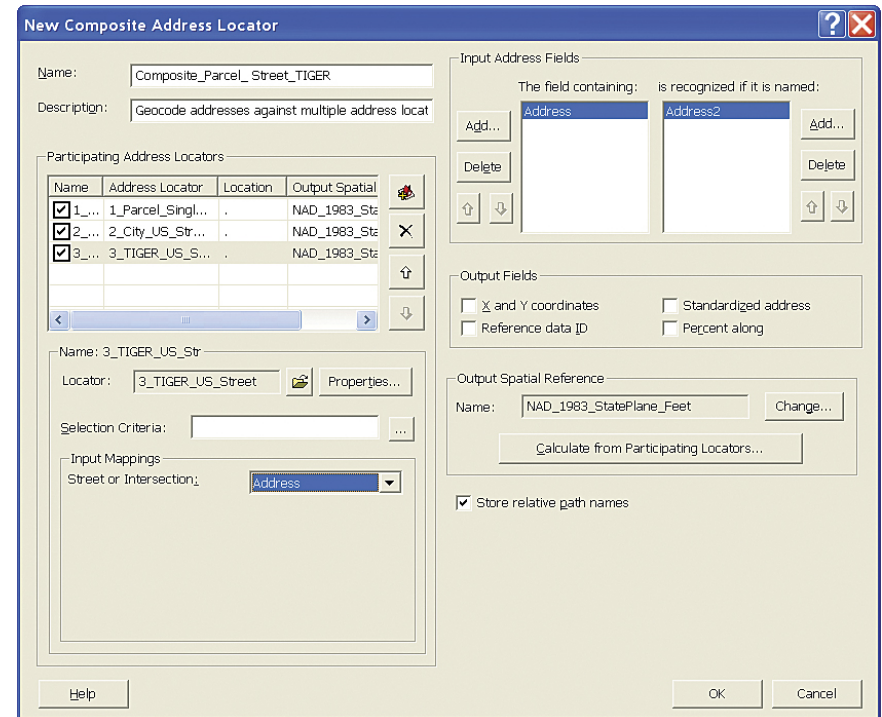 New Composite Address Locator
Name: Composite_Parcel_ Street_TIGER
Description: Geocode addresses against multiple address locat
Participating Address Locators
Name Address Locator Location Output Spatial
1_... 1_Parcel_Singl... . NAD_1983_Sta
2_... 2_City_US_Str... . NAD_1983_Sta
3_... 3_TIGER_US_S... . NAD_1983_Sta
Name: 3_TIGER_US_Str
Locator: 3_TIGER_US_Street Properties...
Selection Criteria: ...
Input Mappings
Street or Intersection: Address
Input Address Fields
The field containing: is recognized if it is named:
Add... Address Address2 Add...
Delete Delete
Output Fields
X and Y coordinates Standardized address
Reference data ID Percent along
Output Spatial Reference
Name: NAD_1983_StatePlane_Feet Change...
Calculate from Participating Locators...
Store relative path names
Help OK Cancel